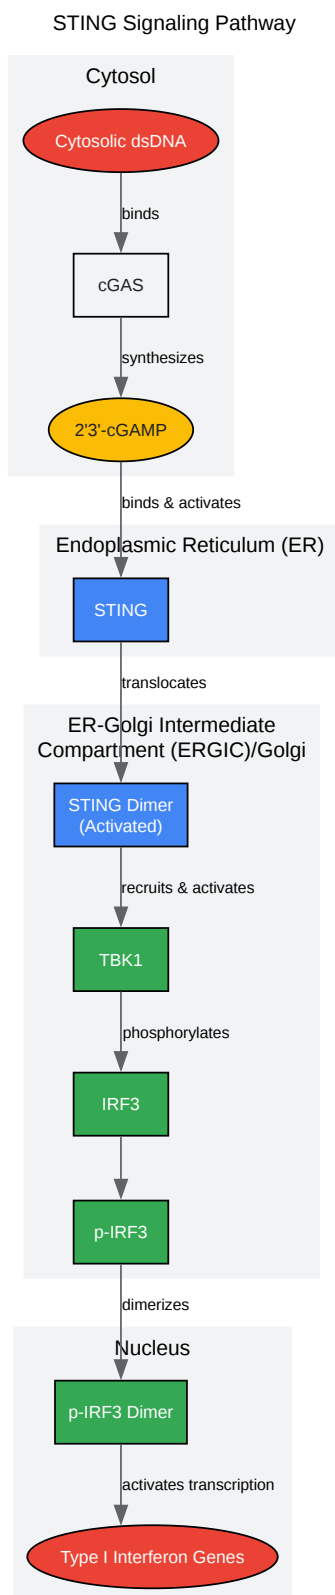 STING Signaling Pathway
Cytosol
Cytosolic dsDNA
binds
cGAS
synthesizes
2'3'-cGAMP
binds & activates
Endoplasmic Reticulum (ER)
STING
translocates
ER-Golgi Intermediate
Compartment (ERGIC)/Golgi
STING Dimer
(Activated)
recruits & activates
TBK1
phosphorylates
IRF3
p-IRF3
dimerizes
Nucleus
p-IRF3 Dimer
activates transcription
Type I Interferon Genes